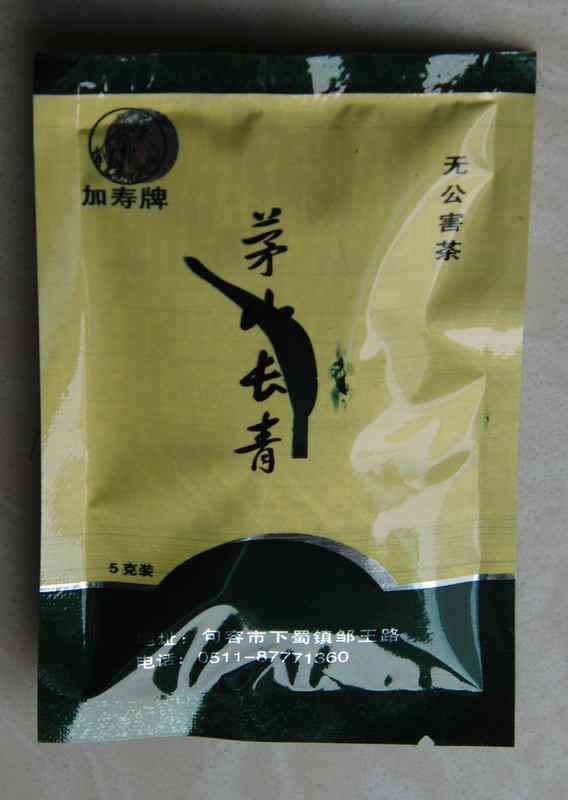 加寿牌
无公害茶
茅山长青
5克装
地址：句容市下蜀镇邹王路
电话：0511-87771360